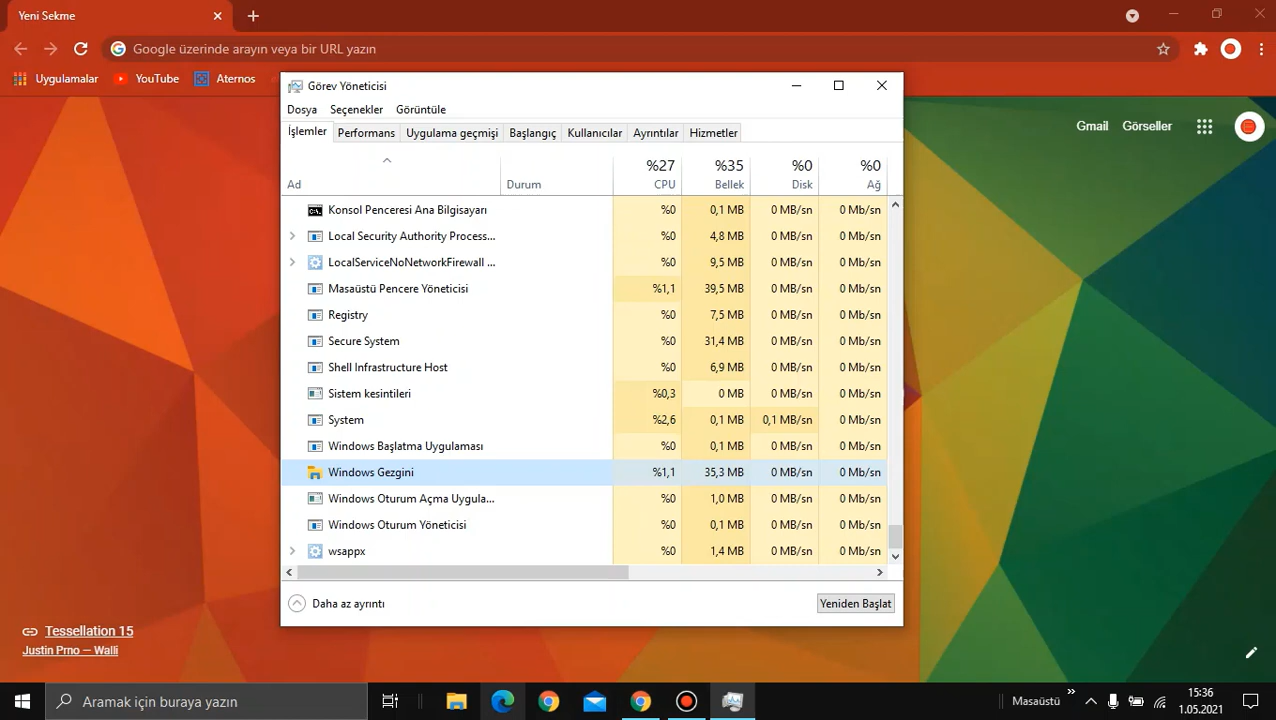 Yeni Sekme
Google üzerinde arayın veya bir URL yazın
Uygulamalar YouTube Aternos
Gmail Görseller
Görev Yöneticisi
Dosya Seçenekler Görüntüle
İşlemler Performans Uygulama geçmişi Başlangıç Kullanıcılar Ayrıntılar Hizmetler
%27 %35 %0 %0
Ad Durum CPU Bellek Disk Ağ
Konsol Penceresi Ana Bilgisayarı %0 0,1 MB 0 MB/sn 0 Mb/sn
Local Security Authority Process... %0 4,8 MB 0 MB/sn 0 Mb/sn
LocalServiceNoNetworkFirewall ... %0 9,5 MB 0 MB/sn 0 Mb/sn
Masaüstü Pencere Yöneticisi %1,1 39,5 MB 0 MB/sn 0 Mb/sn
Registry %0 7,5 MB 0 MB/sn 0 Mb/sn
Secure System %0 31,4 MB 0 MB/sn 0 Mb/sn
Shell Infrastructure Host %0 6,9 MB 0 MB/sn 0 Mb/sn
Sistem kesintileri %0,3 0 MB 0 MB/sn 0 Mb/sn
System %2,6 0,1 MB 0,1 MB/sn 0 Mb/sn
Windows Başlatma Uygulaması %0 0,1 MB 0 MB/sn 0 Mb/sn
Windows Gezgini %1,1 35,3 MB 0 MB/sn 0 Mb/sn
Windows Oturum Açma Uygula... %0 1,0 MB 0 MB/sn 0 Mb/sn
Windows Oturum Yöneticisi %0 0,1 MB 0 MB/sn 0 Mb/sn
wsappx %0 1,4 MB 0 MB/sn 0 Mb/sn
Daha az ayrıntı Yeniden Başlat
Tessellation 15
Justin Prno — Walli
Aramak için buraya yazın
Masaüstü
15:36
1.05.2021